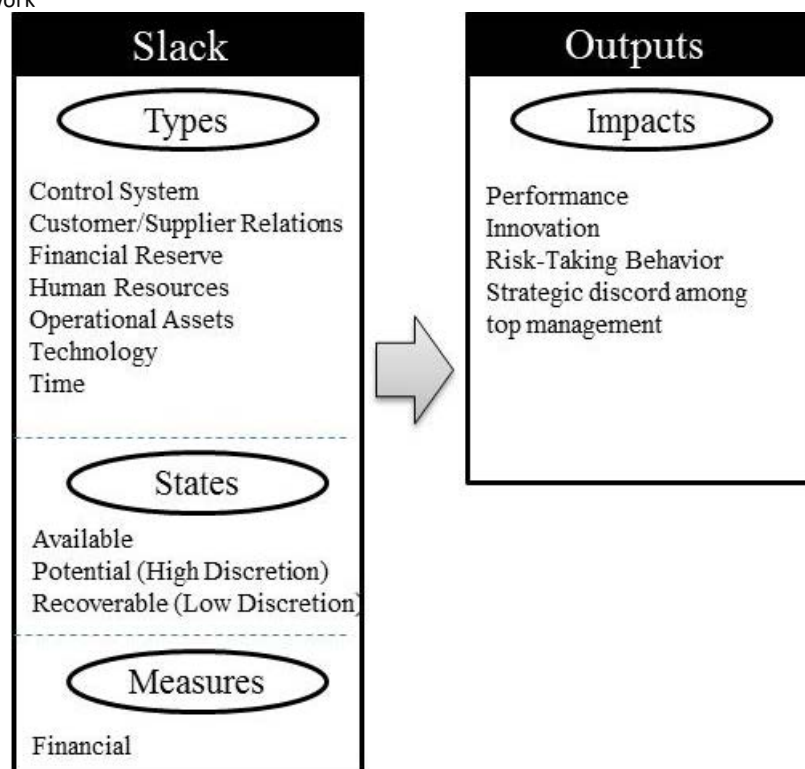 Slack
Types
Control System
Customer/Supplier Relations
Financial Reserve
Human Resources
Operational Assets
Technology
Time
States
Available
Potential (High Discretion)
Recoverable (Low Discretion)
Measures
Financial
Outputs
Impacts
Performance
Innovation
Risk-Taking Behavior
Strategic discord among
top management